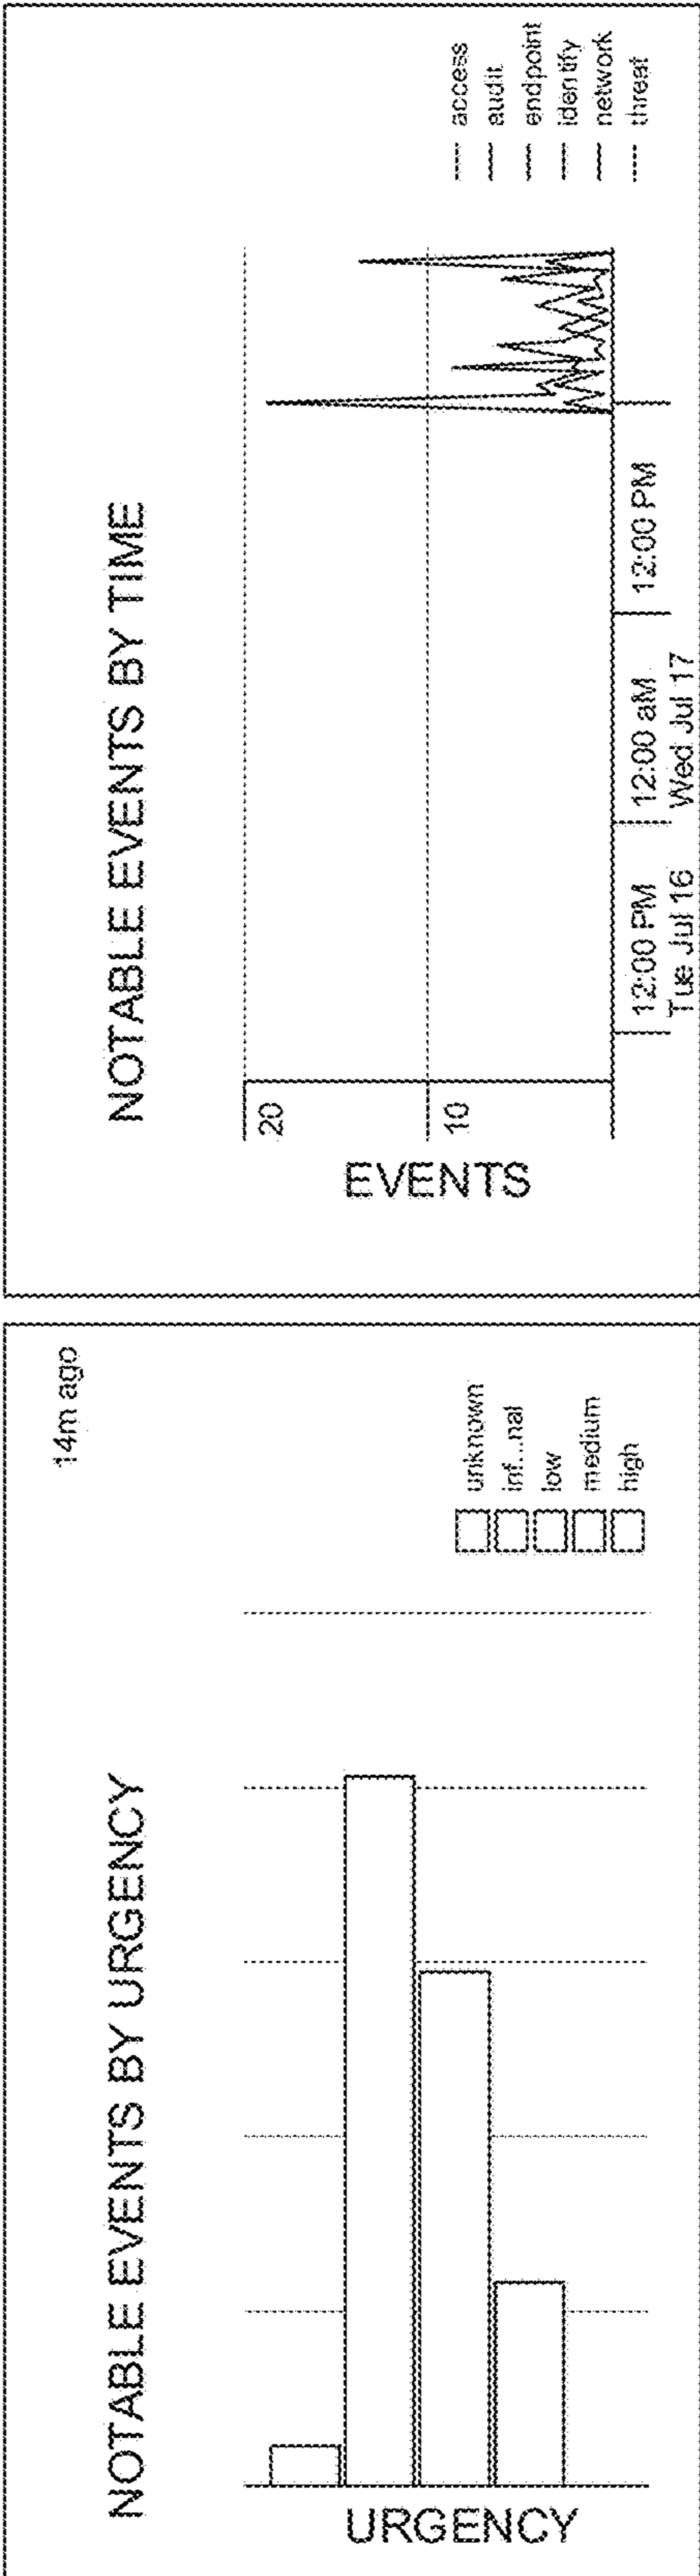 14m ago
NOTABLE EVENTS BY URGENCY
URGENCY
unknown
inf...nal
low
medium
high
NOTABLE EVENTS BY TIME
EVENTS
20
10
12:00 PM
Tue Jul 16
12:00 aM
Wed Jul 17
12:00 PM
access
audit
endpoint
identify
network
threat